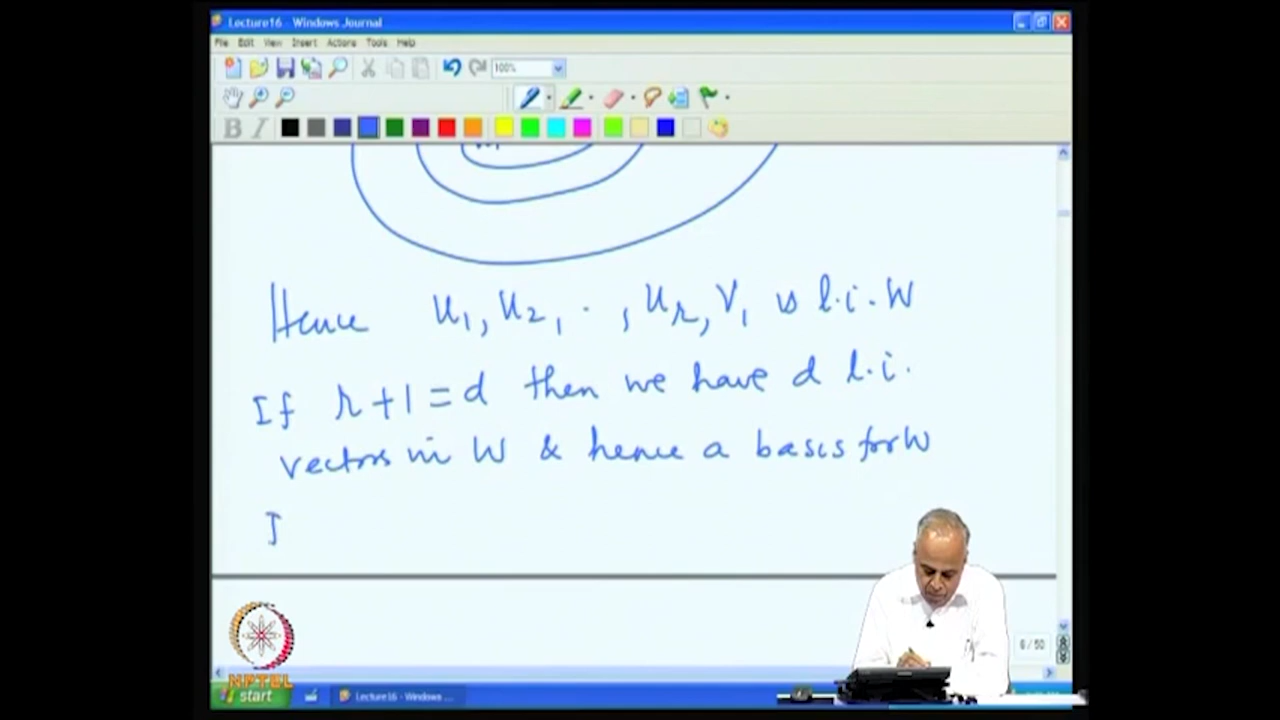 Lecture16 - Windows Journal
File Edit View Insert Actions Tools Help
100%
B I
Hence u1, u2, . , ur, v1 is l.i. W
If r+1=d then we have d l.i.
vectors in W & hence a basis for W
I
6 / 50
NPTEL
start Lecture16 - Windows ...